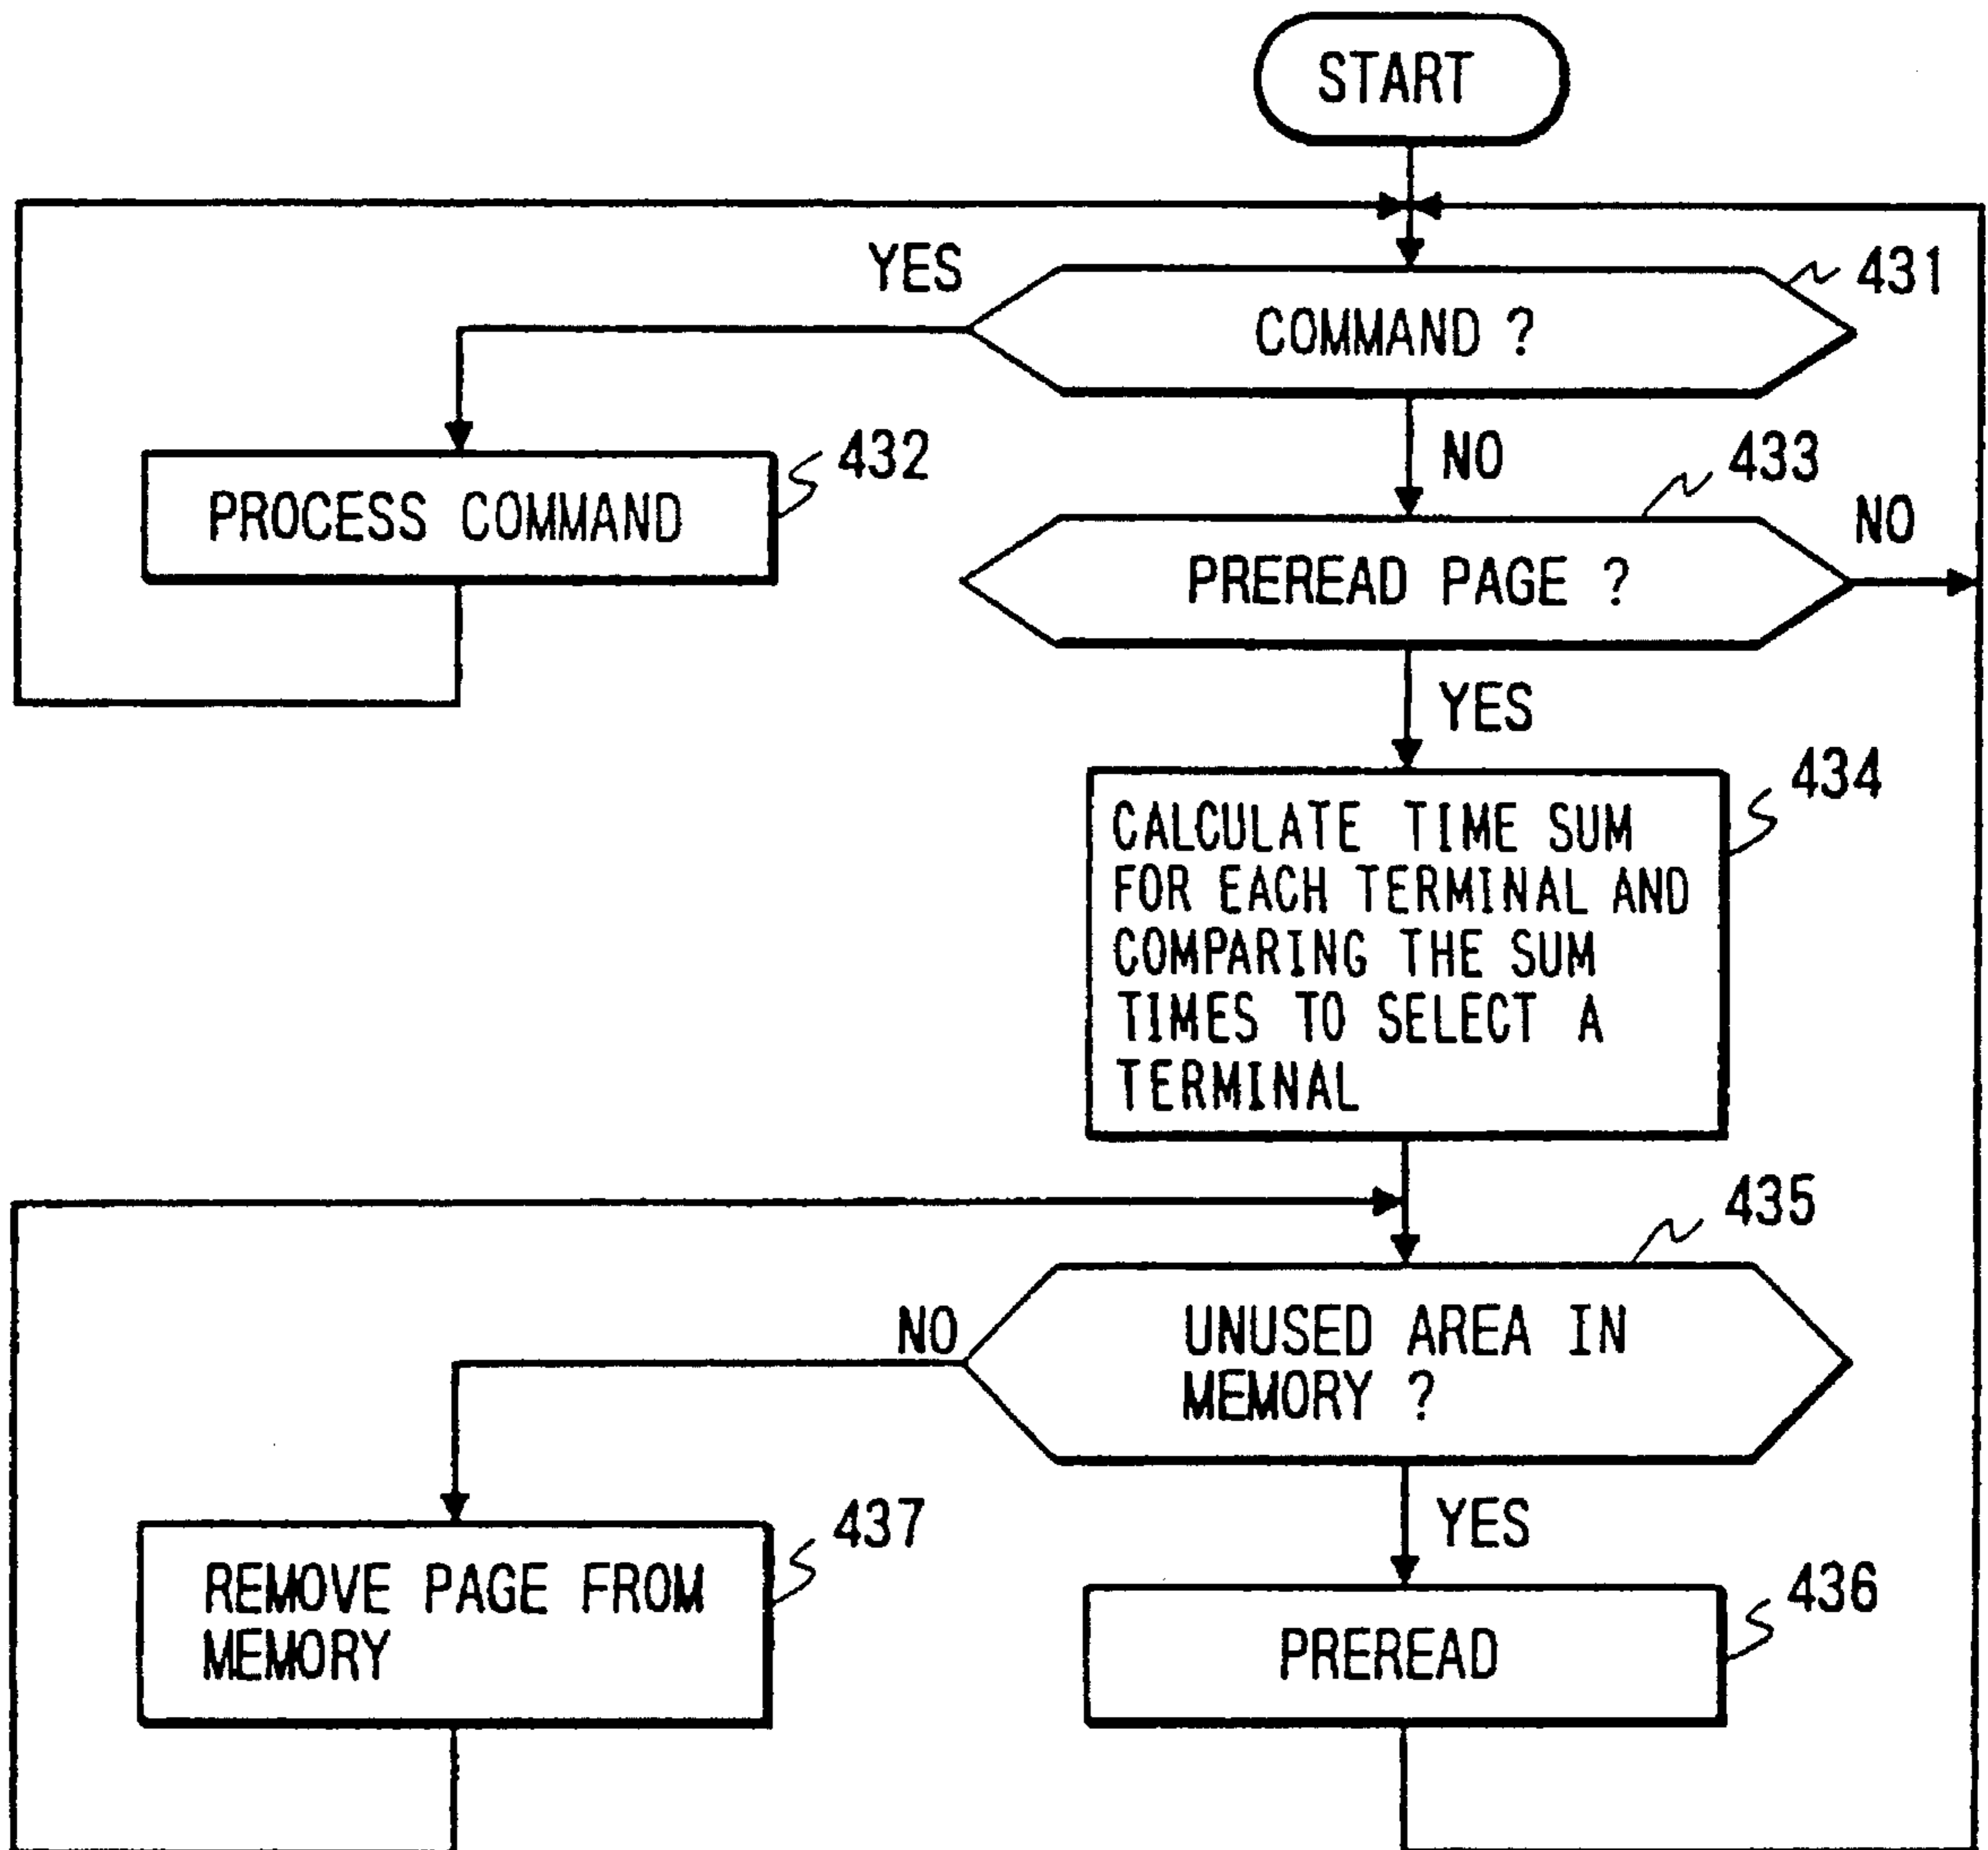 START
YES
431
COMMAND ?
432
NO
433
PROCESS COMMAND
NO
PREREAD PAGE ?
YES
434
CALCULATE TIME SUM
FOR EACH TERMINAL AND
COMPARING THE SUM
TIMES TO SELECT A
TERMINAL
435
NO
UNUSED AREA IN
MEMORY ?
437
YES
REMOVE PAGE FROM
MEMORY
436
PREREAD